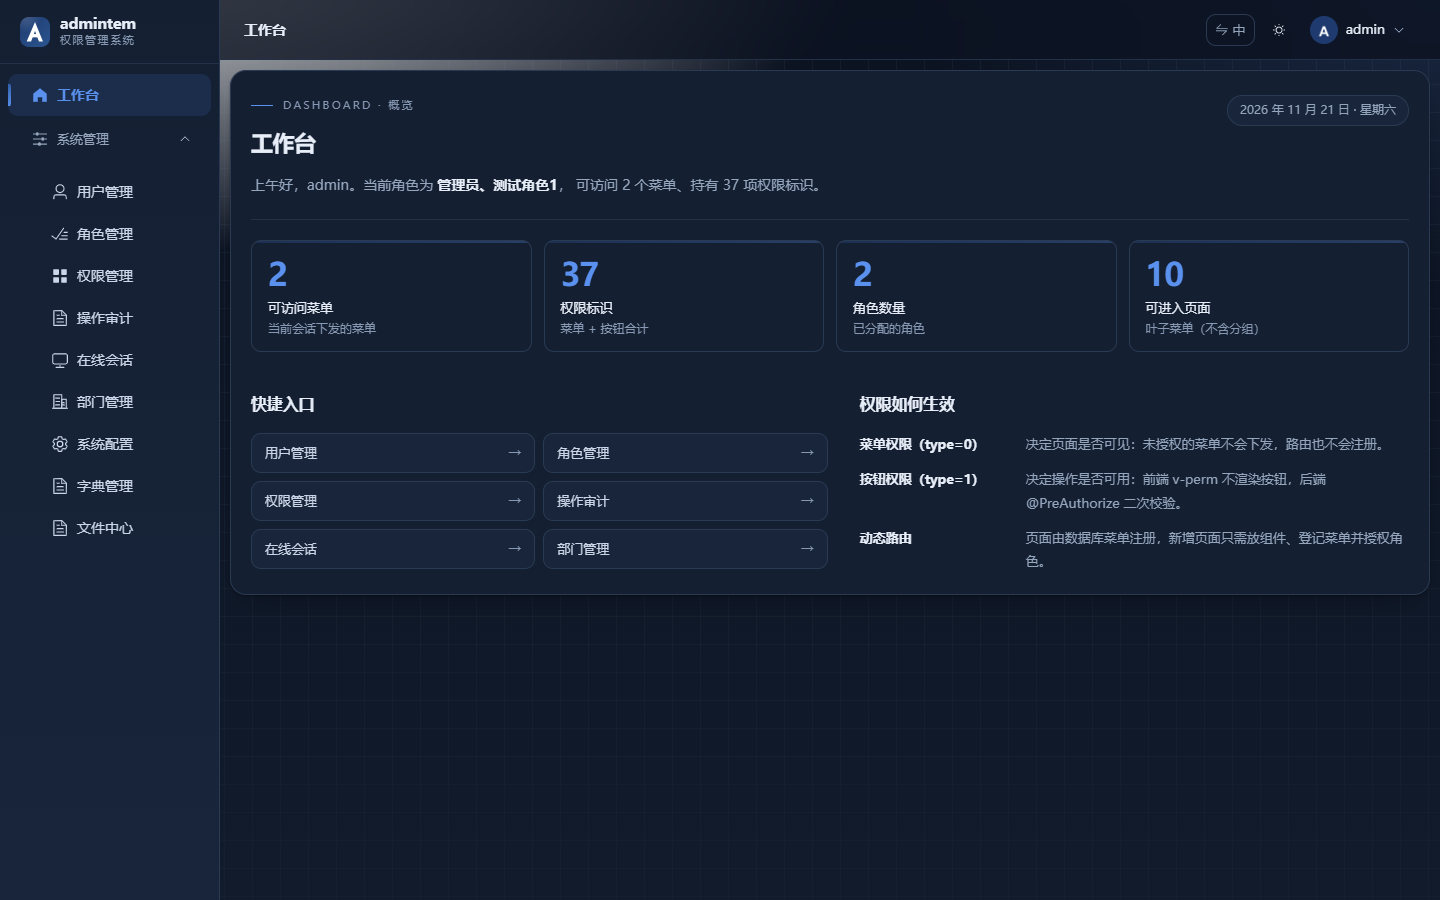 admintem
权限管理系统
工作台
系统管理
用户管理
角色管理
权限管理
操作审计
在线会话
部门管理
系统配置
字典管理
文件中心
工作台
中
A admin
DASHBOARD · 概览
2026 年 11 月 21 日 · 星期六
工作台
上午好，admin。当前角色为 管理员、测试角色1， 可访问 2 个菜单、持有 37 项权限标识。
2
可访问菜单
当前会话下发的菜单
37
权限标识
菜单 + 按钮合计
2
角色数量
已分配的角色
10
可进入页面
叶子菜单（不含分组）
快捷入口
用户管理 →
角色管理 →
权限管理 →
操作审计 →
在线会话 →
部门管理 →
权限如何生效
菜单权限（type=0）
决定页面是否可见：未授权的菜单不会下发，路由也不会注册。
按钮权限（type=1）
决定操作是否可用：前端 v-perm 不渲染按钮，后端
@PreAuthorize 二次校验。
动态路由
页面由数据库菜单注册，新增页面只需放组件、登记菜单并授权角
色。